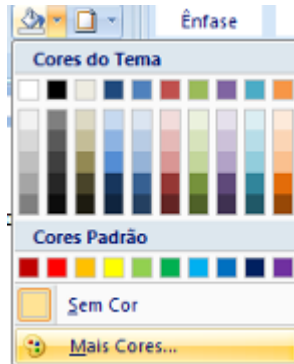 Ênfase
Cores do Tema
Cores Padrão
Sem Cor
Mais Cores...